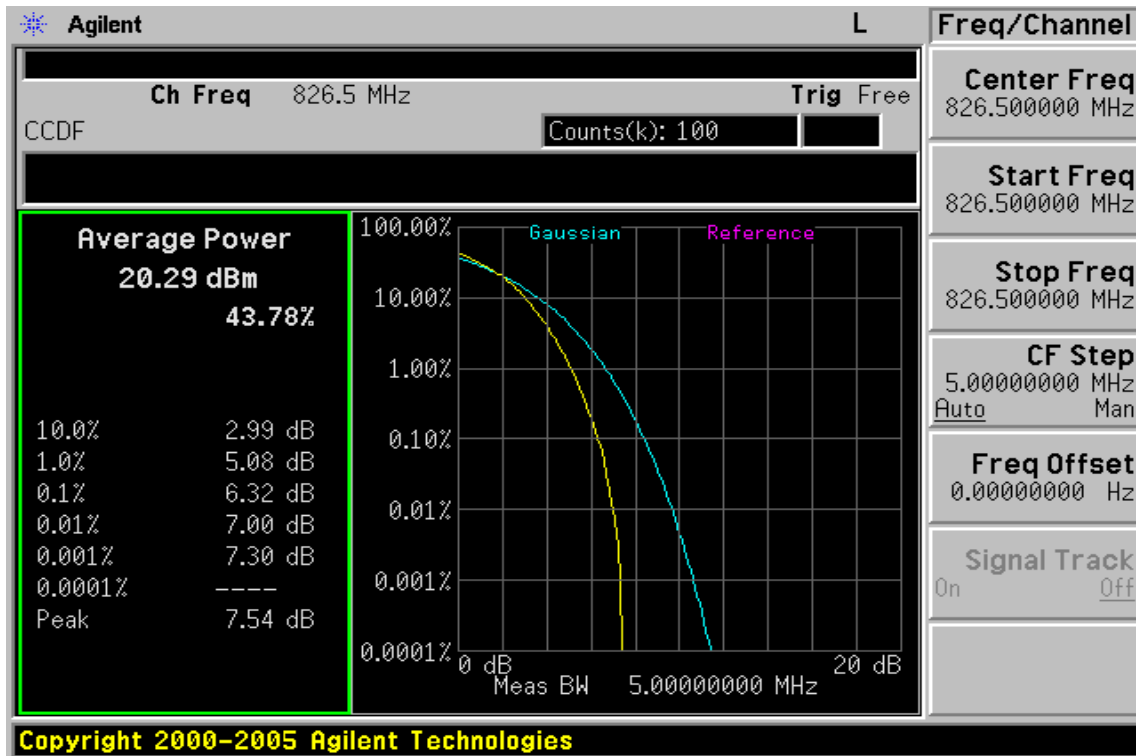 Agilent L
Ch Freq 826.5 MHz Trig Free
CCDF Counts(k): 100
Average Power
20.29 dBm
43.78%
10.0% 2.99 dB
1.0% 5.08 dB
0.1% 6.32 dB
0.01% 7.00 dB
0.001% 7.30 dB
0.0001% ----
Peak 7.54 dB
Gaussian Reference
100.00%
10.00%
1.00%
0.10%
0.01%
0.001%
0.0001%
0 dB 20 dB
Meas BW 5.00000000 MHz
Freq/Channel
Center Freq
826.500000 MHz
Start Freq
826.500000 MHz
Stop Freq
826.500000 MHz
CF Step
5.00000000 MHz
Auto Man
Freq Offset
0.00000000 Hz
Signal Track
On Off
Copyright 2000-2005 Agilent Technologies